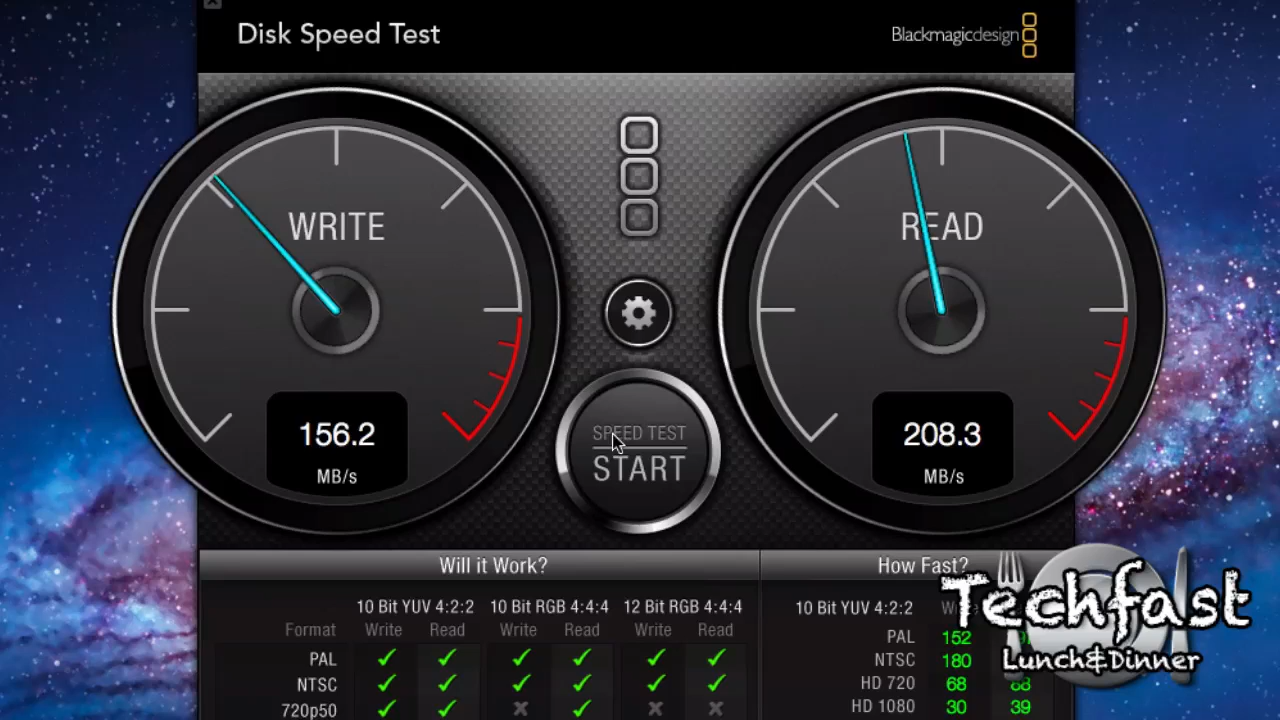 Disk Speed Test
Blackmagicdesign
WRITE
READ
156.2
MB/s
SPEED TEST
START
208.3
MB/s
Will it Work?
How Fast?
10 Bit YUV 4:2:2 10 Bit RGB 4:4:4 12 Bit RGB 4:4:4
10 Bit YUV 4:2:2
Format Write Read Write Read Write Read
PAL
NTSC
720p50
PAL 152
NTSC 180
HD 720 68 88
HD 1080 30 39
Techfast
Lunch&Dinner